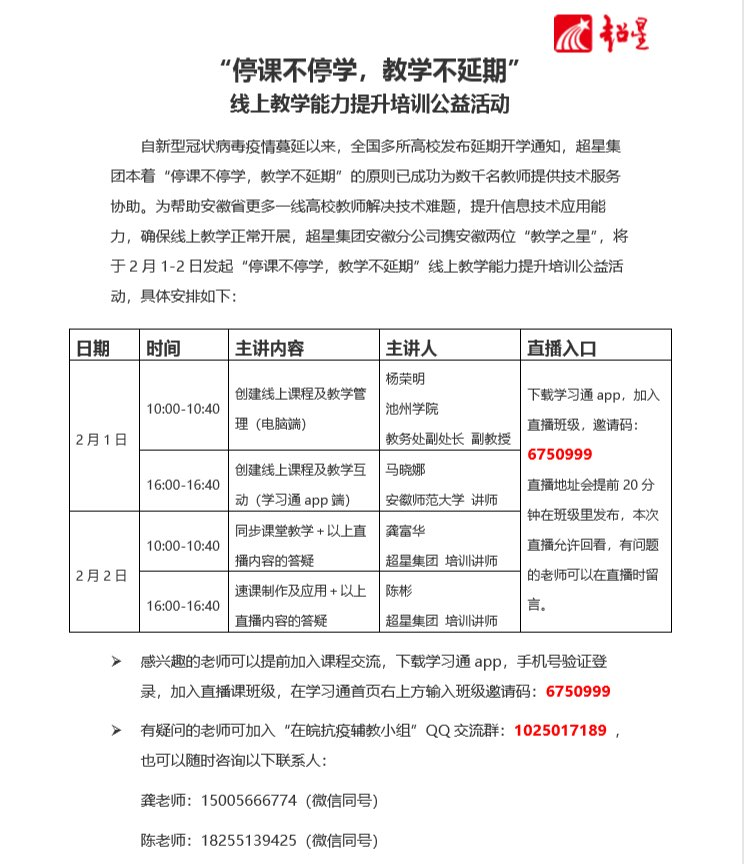 超星
“停课不停学，教学不延期”
线上教学能力提升培训公益活动
自新型冠状病毒疫情蔓延以来，全国多所高校发布延期开学通知，超星集
团本着“停课不停学，教学不延期”的原则已成功为数千名教师提供技术服务
协助。为帮助安徽省更多一线高校教师解决技术难题，提升信息技术应用能
力，确保线上教学正常开展，超星集团安徽分公司携安徽两位“教学之星”，将
于 2 月 1-2 日发起“停课不停学，教学不延期”线上教学能力提升培训公益活
动，具体安排如下：
日期 时间 主讲内容 主讲人 直播入口
2 月 1 日
10:00-10:40
创建线上课程及教学管
理（电脑端）
杨荣明
池州学院
教务处副处长 副教授
16:00-16:40
创建线上课程及教学互
动（学习通 app 端）
马晓娜
安徽师范大学 讲师
2 月 2 日
10:00-10:40
同步课堂教学＋以上直
播内容的答疑
龚富华
超星集团 培训讲师
16:00-16:40
速课制作及应用＋以上
直播内容的答疑
陈彬
超星集团 培训讲师
下载学习通 app，加入
直播班级，邀请码：
6750999
直播地址会提前 20 分
钟在班级里发布，本次
直播允许回看，有问题
的老师可以在直播时留
言。
➢ 感兴趣的老师可以提前加入课程交流，下载学习通 app，手机号验证登
录，加入直播课班级，在学习通首页右上方输入班级邀请码：6750999
➢ 有疑问的老师可加入“在皖抗疫辅教小组”QQ 交流群：1025017189 ，
也可以随时咨询以下联系人：
龚老师：15005666774（微信同号）
陈老师：18255139425（微信同号）